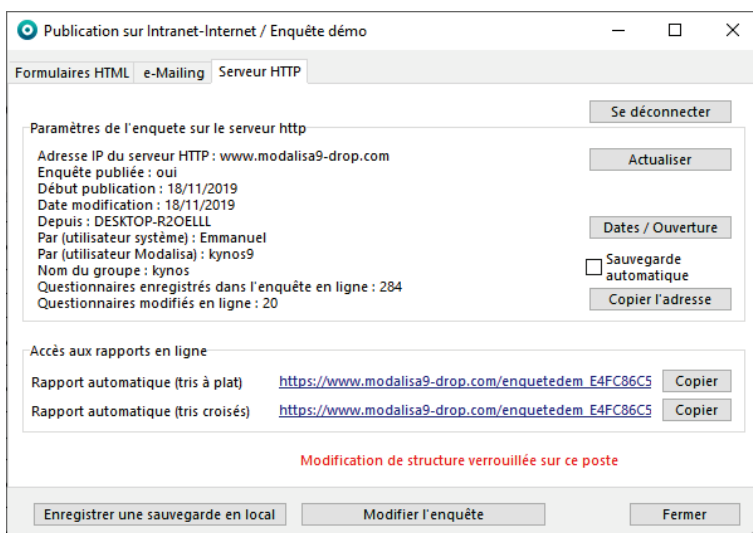 Publication sur Intranet-Internet / Enquête démo
Formulaires HTML e-Mailing Serveur HTTP
Se déconnecter
Paramètres de l'enquete sur le serveur http
Adresse IP du serveur HTTP : www.modalisa9-drop.com
Actualiser
Enquête publiée : oui
Début publication : 18/11/2019
Date modification : 18/11/2019
Depuis : DESKTOP-R2OELLL
Dates / Ouverture
Par (utilisateur système) : Emmanuel
Par (utilisateur Modalisa) : kynos9
Sauvegarde
automatique
Nom du groupe : kynos
Questionnaires enregistrés dans l'enquête en ligne : 284
Questionnaires modifiés en ligne : 20
Copier l'adresse
Accès aux rapports en ligne
Rapport automatique (tris à plat) https://www.modalisa9-drop.com/enquetedem_E4FC86C5 Copier
Rapport automatique (tris croisés) https://www.modalisa9-drop.com/enquetedem_E4FC86C5 Copier
Modification de structure verrouillée sur ce poste
Enregistrer une sauvegarde en local Modifier l'enquête Fermer